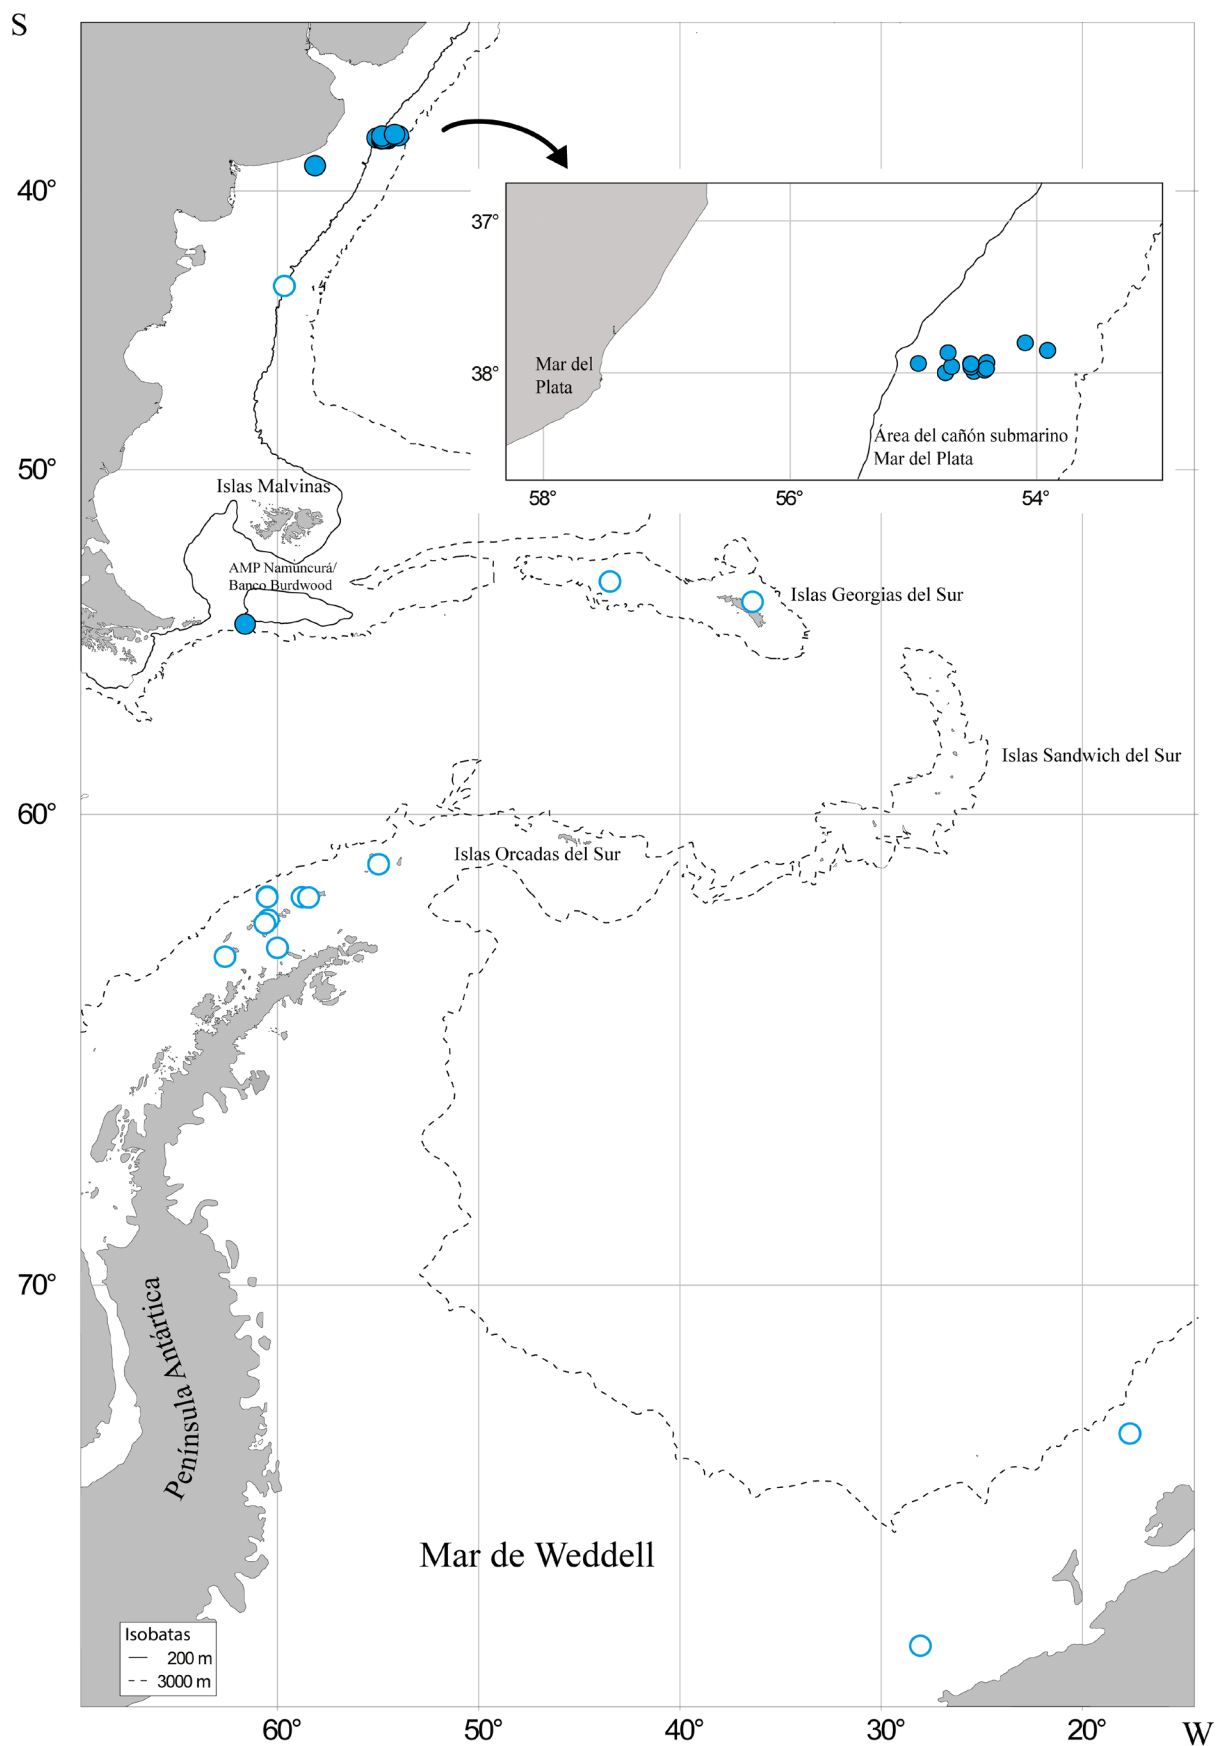 S
40°
37°
Mar del
Plata
38°
Área del cañón submarino
Mar del Plata
50°
58°
56°
54°
Islas Malvinas
AMP Namuncurá/
Banco Burdwood
Islas Georgias del Sur
Islas Sandwich del Sur
60°
Islas Orcadas del Sur
70°
Península Antártica
Mar de Weddell
Isobatas
200 m
3000 m
60°
50°
40°
30°
20°
W